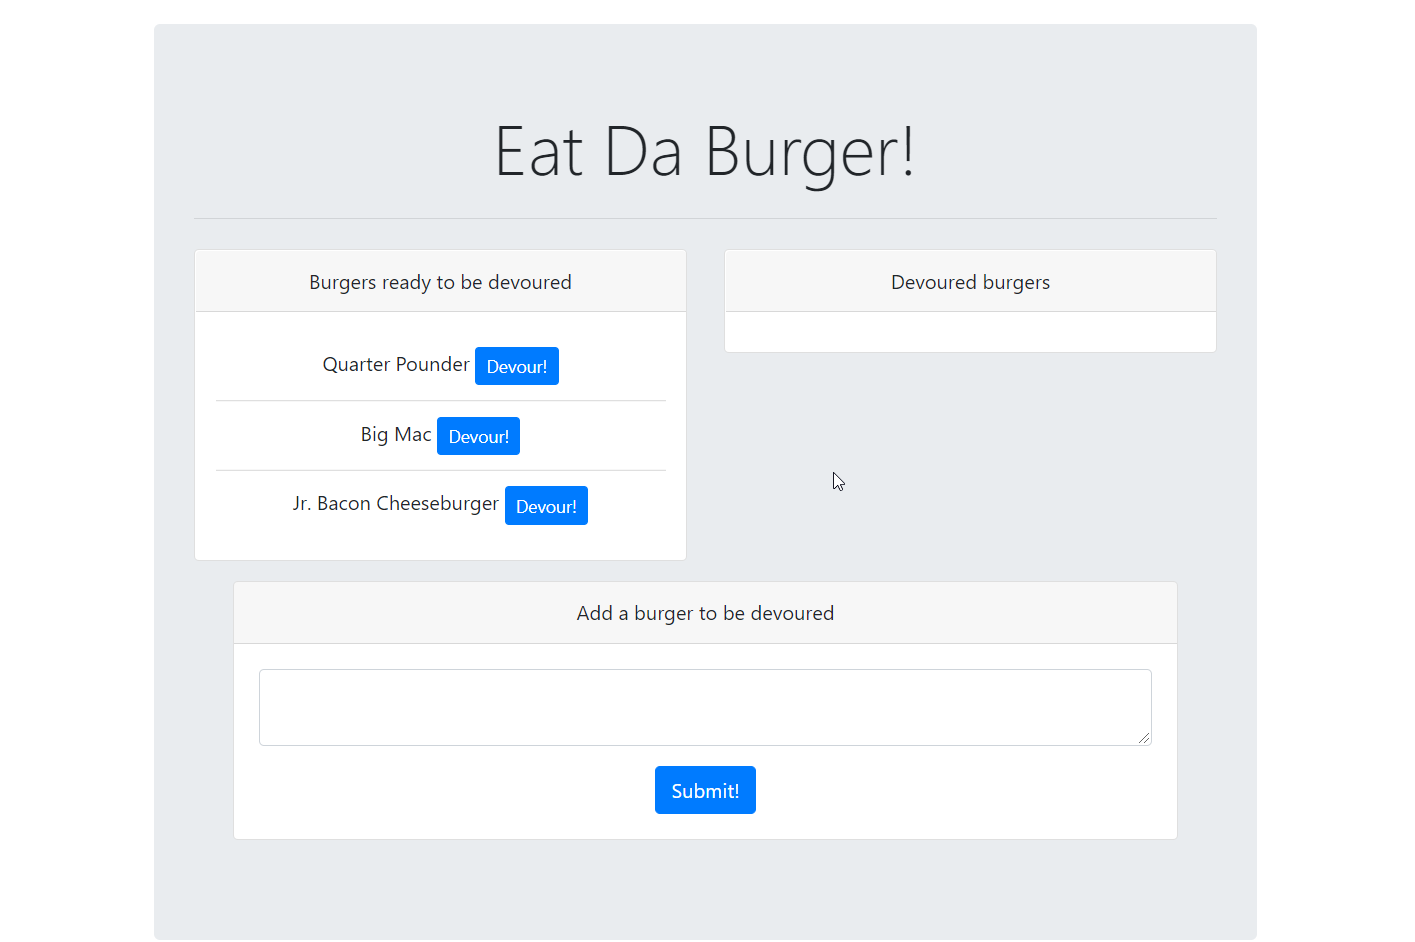 Eat Da Burger!
Burgers ready to be devoured
Quarter Pounder Devour!
Big Mac Devour!
Jr. Bacon Cheeseburger Devour!
Devoured burgers
Add a burger to be devoured
Submit!